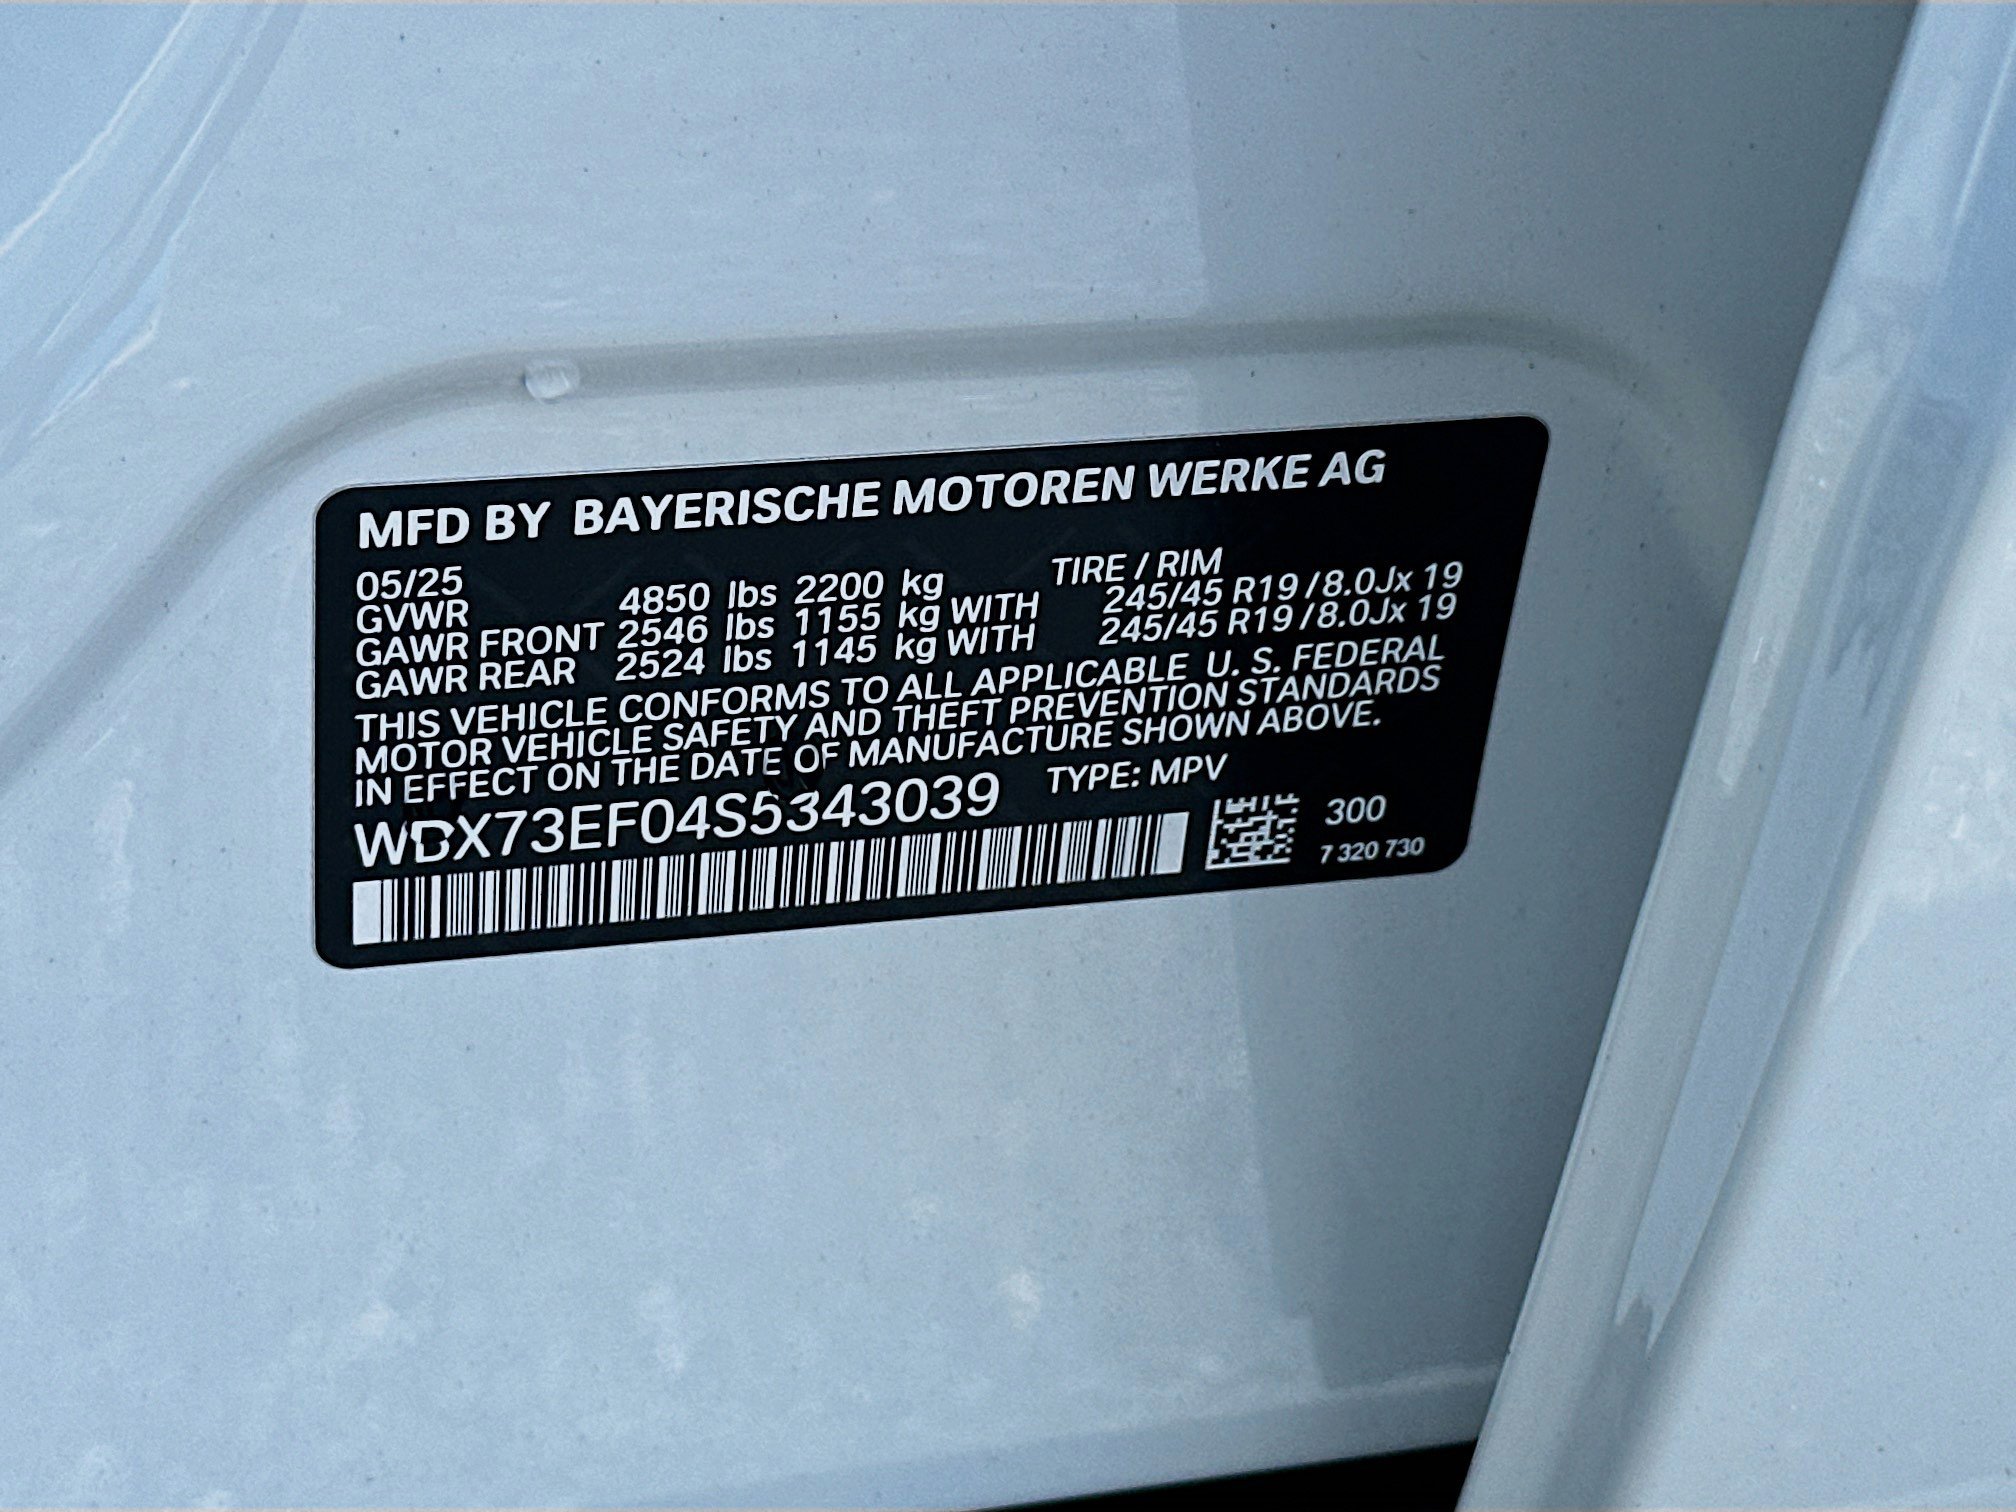 MFD BY BAYERISCHE MOTOREN WERKE AG
05/25
GVWR 4850 lbs 2200 kg TIRE / RIM
GAWR FRONT 2546 lbs 1155 kg WITH 245/45 R19 / 8.0Jx 19
GAWR REAR 2524 lbs 1145 kg WITH 245/45 R19 / 8.0Jx 19
THIS VEHICLE CONFORMS TO ALL APPLICABLE U. S. FEDERAL
MOTOR VEHICLE SAFETY AND THEFT PREVENTION STANDARDS
IN EFFECT ON THE DATE OF MANUFACTURE SHOWN ABOVE.
WBX73EF04S5343039 TYPE: MPV
300
7 320 730